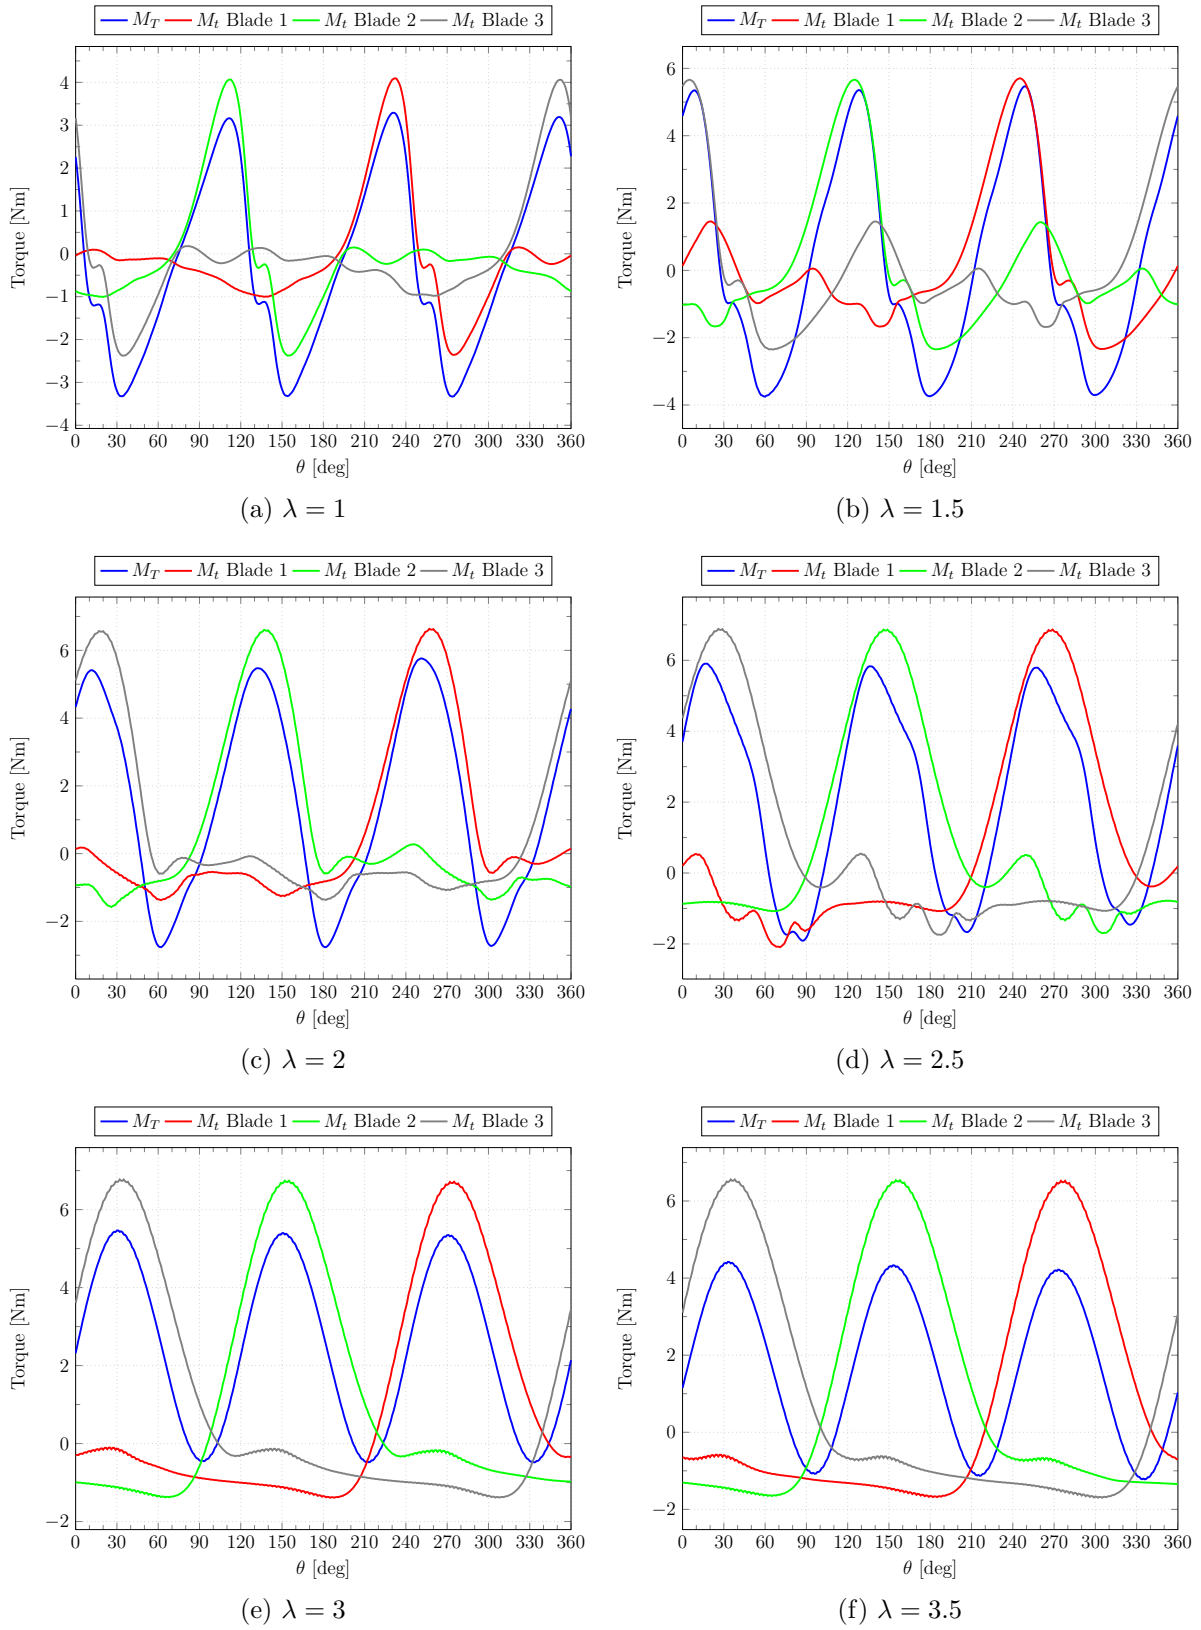 M_T M_t Blade 1 M_t Blade 2 M_t Blade 3
4
3
2
1
0
−1
−2
−3
−4
Torque [Nm]
0 30 60 90 120 150 180 210 240 270 300 330 360
θ [deg]
(a) λ = 1
M_T M_t Blade 1 M_t Blade 2 M_t Blade 3
6
4
2
0
−2
−4
Torque [Nm]
0 30 60 90 120 150 180 210 240 270 300 330 360
θ [deg]
(b) λ = 1.5
M_T M_t Blade 1 M_t Blade 2 M_t Blade 3
6
4
2
0
−2
Torque [Nm]
0 30 60 90 120 150 180 210 240 270 300 330 360
θ [deg]
(c) λ = 2
M_T M_t Blade 1 M_t Blade 2 M_t Blade 3
6
4
2
0
−2
Torque [Nm]
0 30 60 90 120 150 180 210 240 270 300 330 360
θ [deg]
(d) λ = 2.5
M_T M_t Blade 1 M_t Blade 2 M_t Blade 3
6
4
2
0
−2
Torque [Nm]
0 30 60 90 120 150 180 210 240 270 300 330 360
θ [deg]
(e) λ = 3
M_T M_t Blade 1 M_t Blade 2 M_t Blade 3
6
4
2
0
−2
Torque [Nm]
0 30 60 90 120 150 180 210 240 270 300 330 360
θ [deg]
(f) λ = 3.5